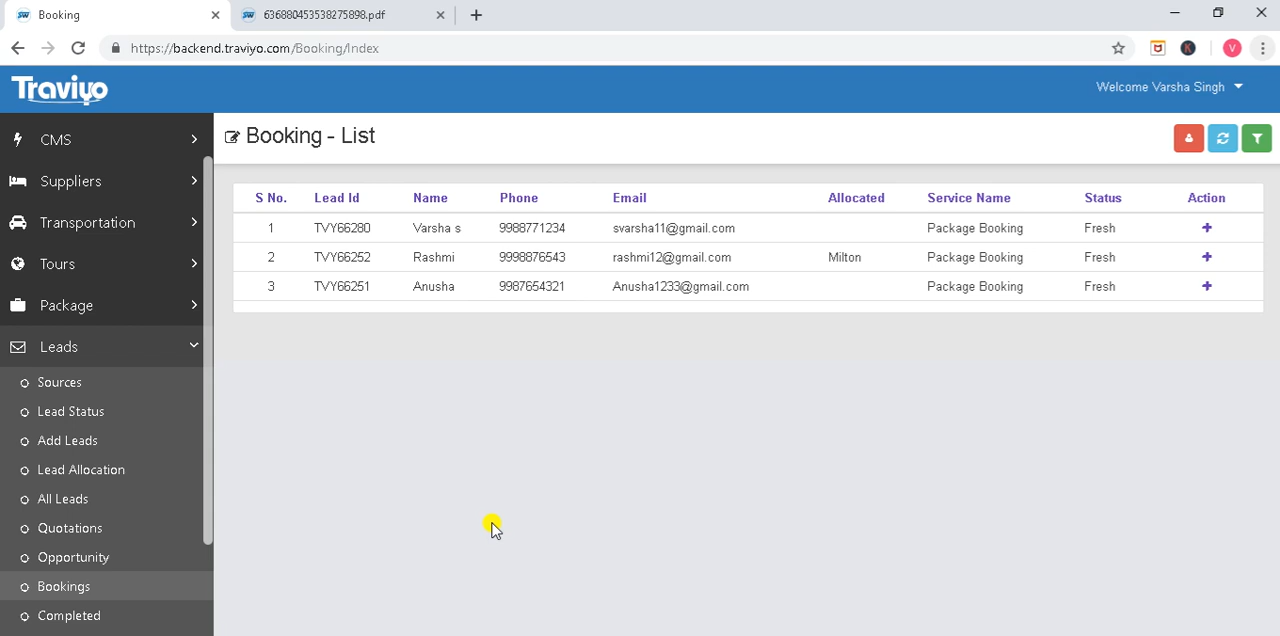 Booking
636880453538275898.pdf
https://backend.traviyo.com/Booking/Index
V
Traviyo
Welcome Varsha Singh
CMS
Suppliers
Transportation
Tours
Package
Leads
Sources
Lead Status
Add Leads
Lead Allocation
All Leads
Quotations
Opportunity
Bookings
Completed
Booking - List
S No. Lead Id Name Phone Email Allocated Service Name Status Action
1 TVY66280 Varsha s 9988771234 svarsha11@gmail.com Package Booking Fresh
2 TVY66252 Rashmi 9998876543 rashmi12@gmail.com Milton Package Booking Fresh
3 TVY66251 Anusha 9987654321 Anusha1233@gmail.com Package Booking Fresh